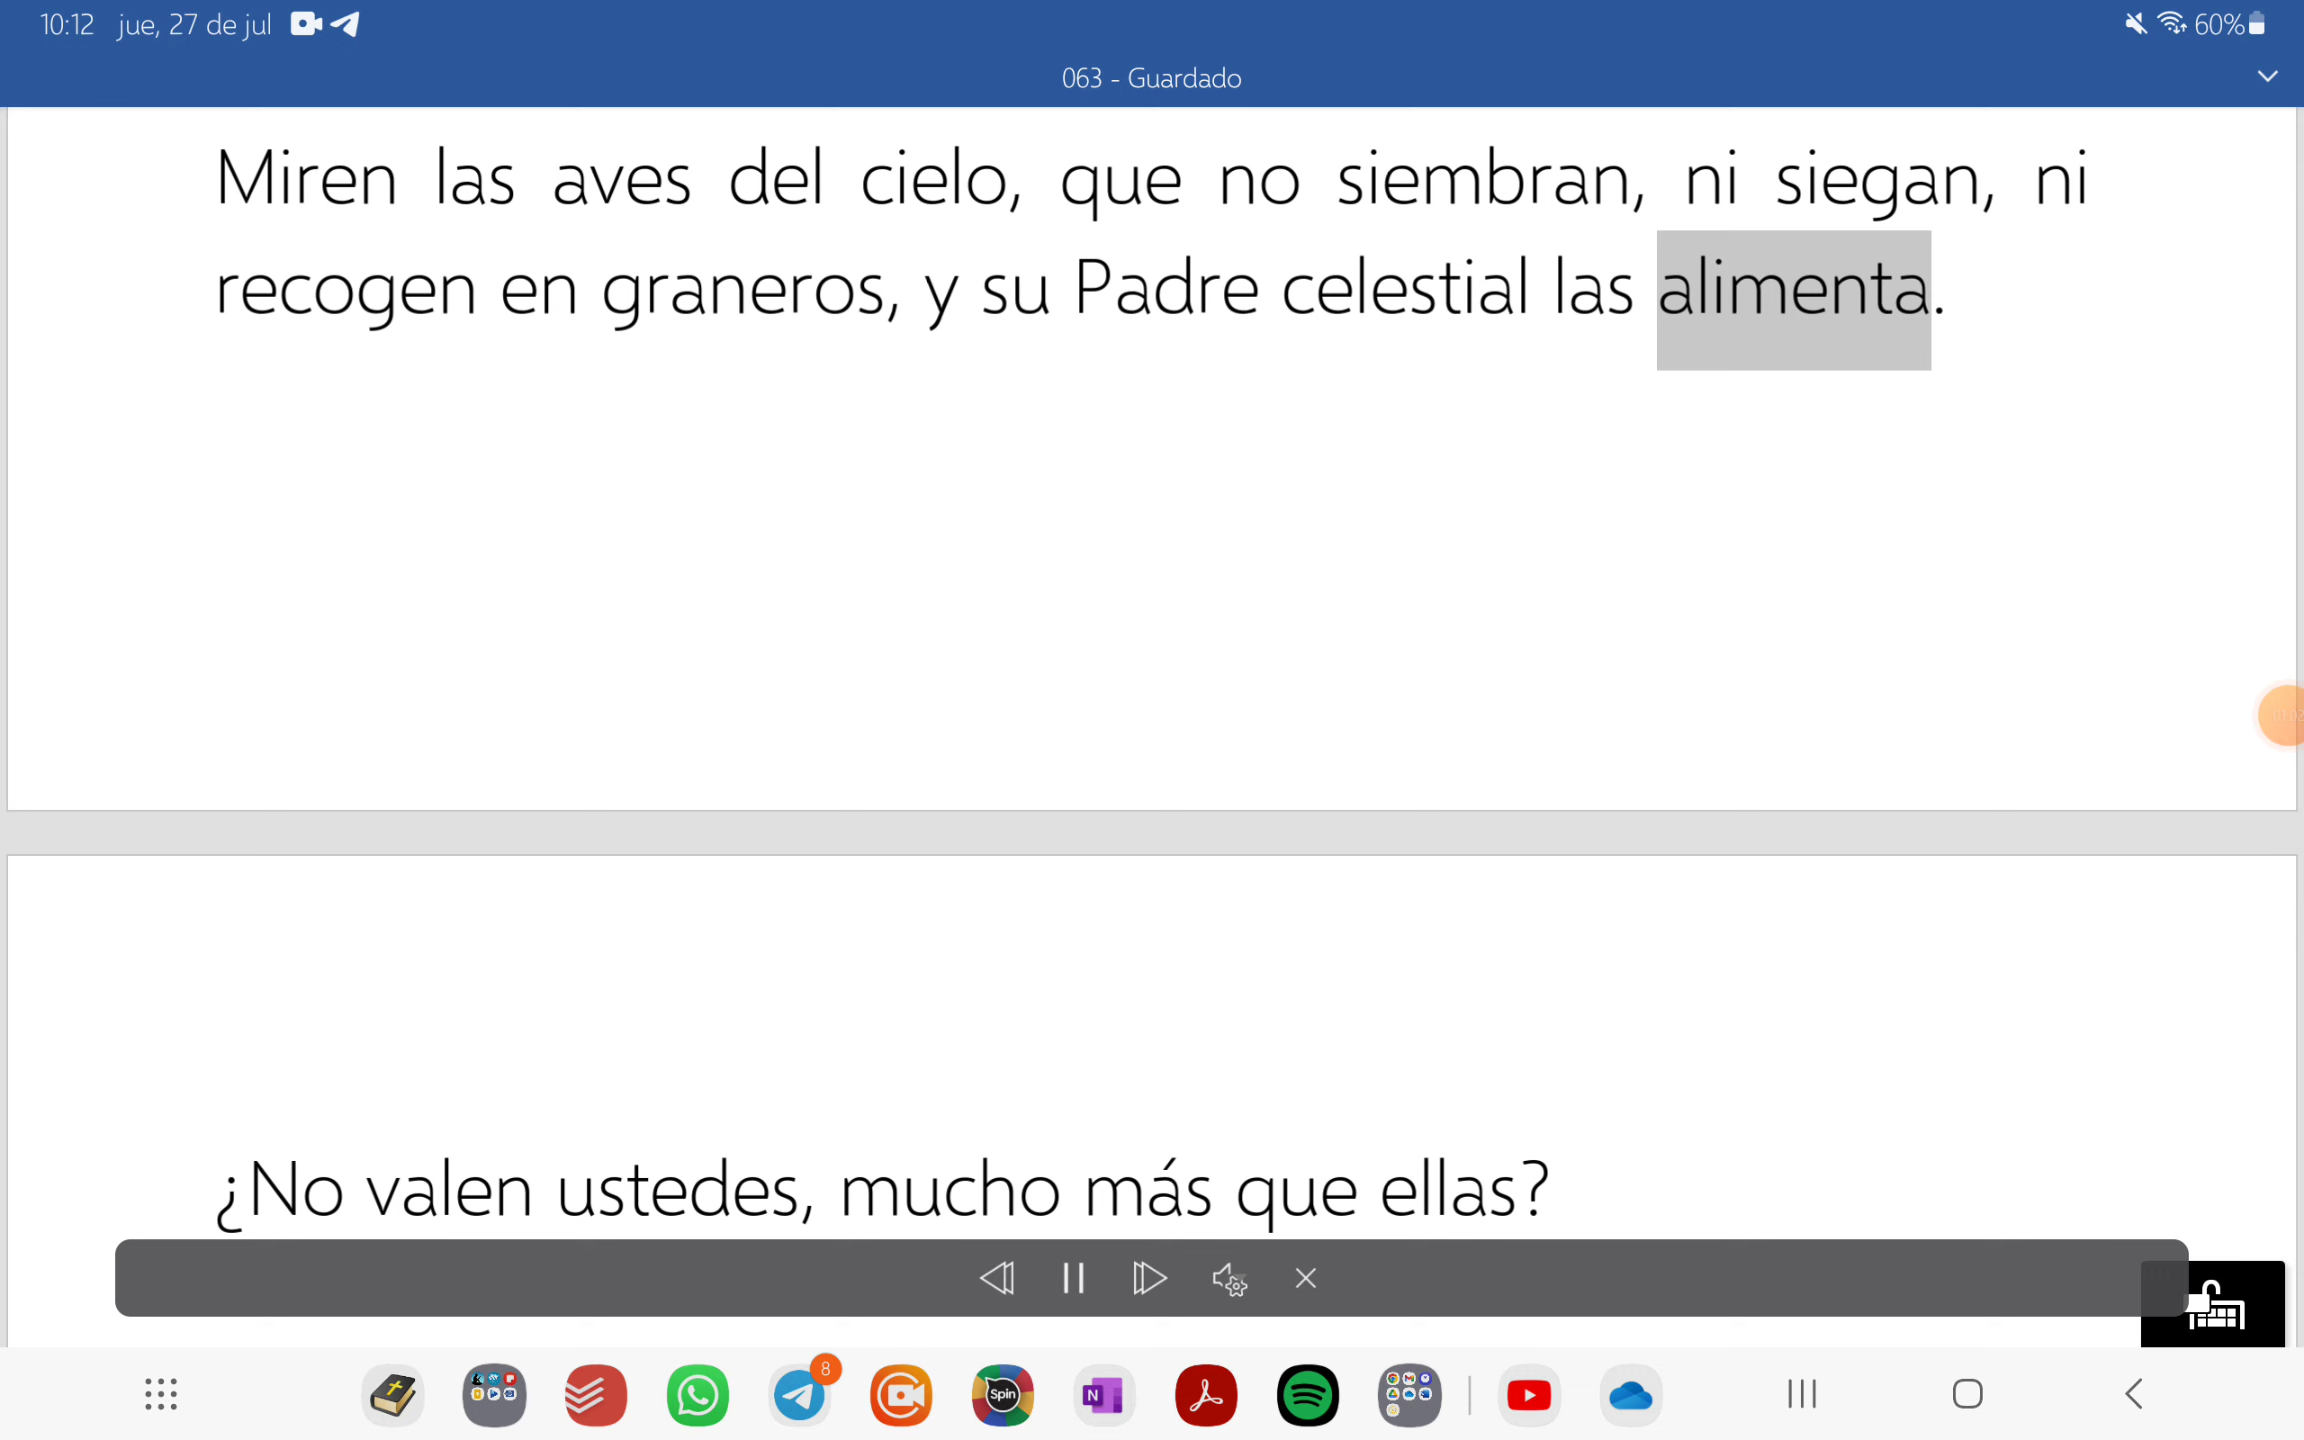 10:12 jue, 27 de jul 60%
063 - Guardado
Miren las aves del cielo, que no siembran, ni siegan, ni
recogen en graneros, y su Padre celestial las alimenta.
¿No valen ustedes, mucho más que ellas?
8
Spin
N